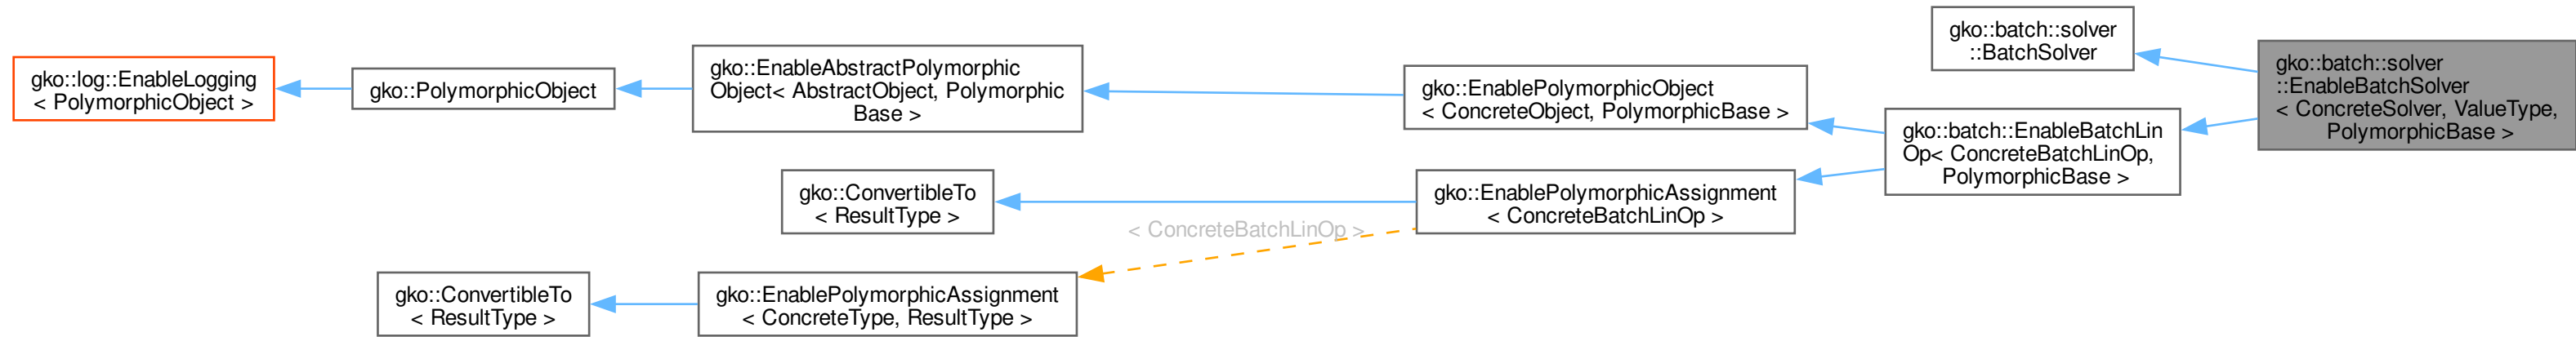 gko::log::EnableLogging
< PolymorphicObject >
gko::PolymorphicObject
gko::EnableAbstractPolymorphic
Object< AbstractObject, Polymorphic
Base >
gko::EnablePolymorphicObject
< ConcreteObject, PolymorphicBase >
gko::batch::solver
::BatchSolver
gko::batch::solver
::EnableBatchSolver
< ConcreteSolver, ValueType,
PolymorphicBase >
gko::batch::EnableBatchLin
Op< ConcreteBatchLinOp,
PolymorphicBase >
gko::ConvertibleTo
< ResultType >
gko::EnablePolymorphicAssignment
< ConcreteBatchLinOp >
< ConcreteBatchLinOp >
gko::ConvertibleTo
< ResultType >
gko::EnablePolymorphicAssignment
< ConcreteType, ResultType >